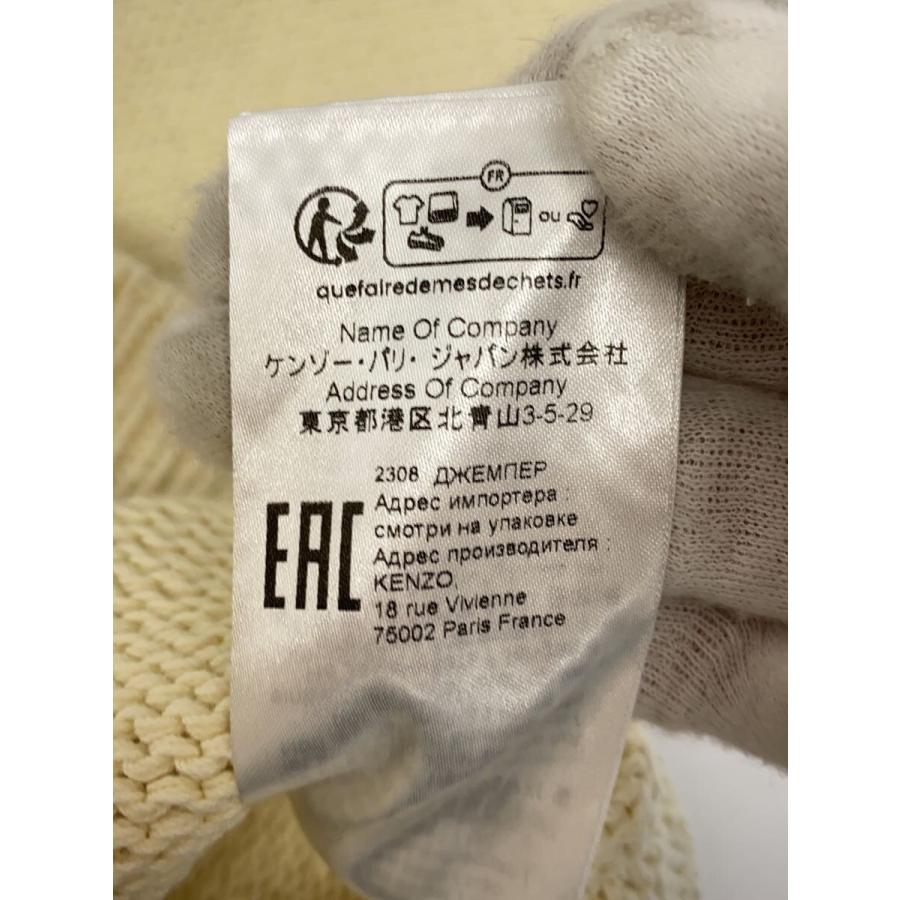 FR
OU
quefairedemesdechets.fr
Name Of Company
ケンゾー・パリ・ジャパン株式会社
Address Of Company
東京都港区北青山3-5-29
2308 ДЖЕМПЕР
EAC
Адрес импортера :
смотри на упаковке
Адрес производителя :
KENZO
18 rue Vivienne
75002 Paris France